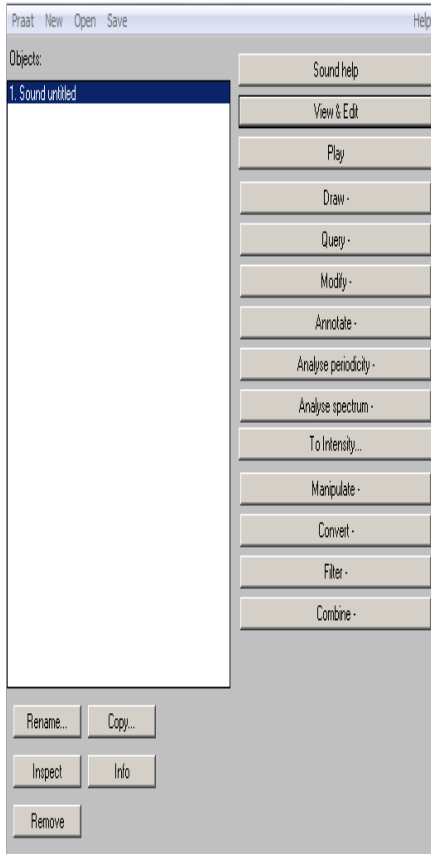 Praat New Open Save Help
Objects:
1. Sound untitled
Sound help
View & Edit
Play
Draw -
Query -
Modify -
Annotate -
Analyse periodicity -
Analyse spectrum -
To Intensity...
Manipulate -
Convert -
Filter -
Combine -
Rename... Copy...
Inspect Info
Remove